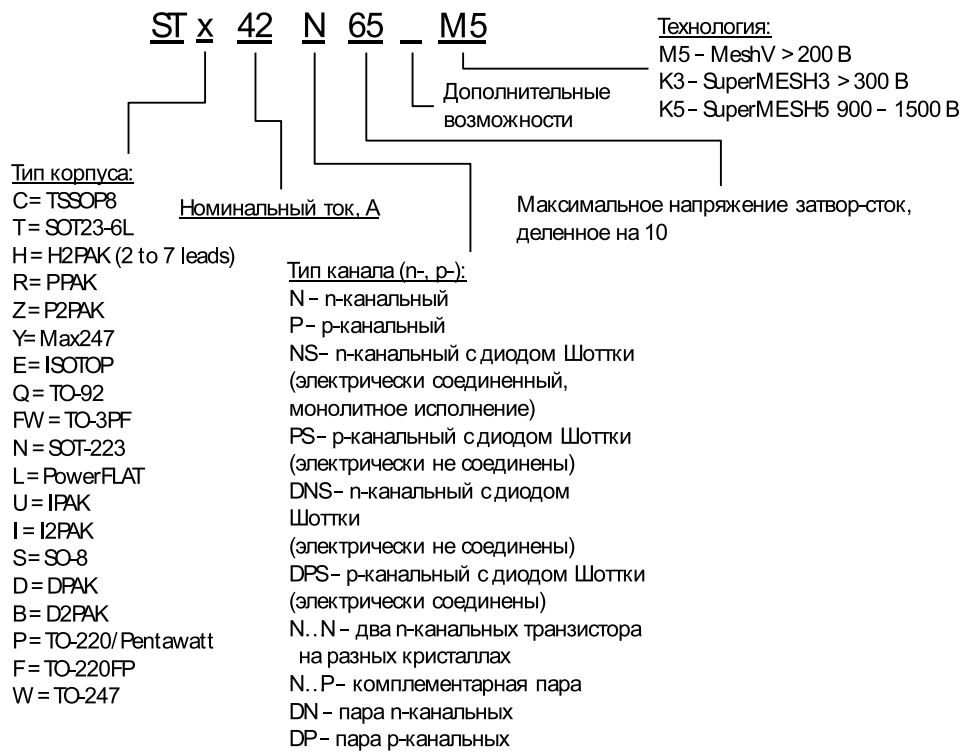 ST x 42 N 65 _ M5
Технология:
M5 – MeshV > 200 В
K3 – SuperMESH3 > 300 В
K5 – SuperMESH5 900 – 1500 В
Дополнительные
возможности
Тип корпуса:
C = TSSOP8
T = SOT23-6L
H = H2PAK (2 to 7 leads)
R = PPAK
Z = P2PAK
Y = Max247
E = ISOTOP
Q = TO-92
FW = TO-3PF
N = SOT-223
L = PowerFLAT
U = IPAK
I = I2PAK
S = SO-8
D = DPAK
B = D2PAK
P = TO-220/Pentawatt
F = TO-220FP
W = TO-247
Номинальный ток, А
Максимальное напряжение затвор-сток,
деленное на 10
Тип канала (n-, p-):
N – n-канальный
P – p-канальный
NS – n-канальный с диодом Шоттки
(электрически соединенный,
монолитное исполнение)
PS – p-канальный с диодом Шоттки
(электрически не соединены)
DNS – n-канальный с диодом
Шоттки
(электрически не соединены)
DPS – p-канальный с диодом Шоттки
(электрически соединены)
N..N – два n-канальных транзистора
на разных кристаллах
N..P – комплементарная пара
DN – пара n-канальных
DP – пара p-канальных